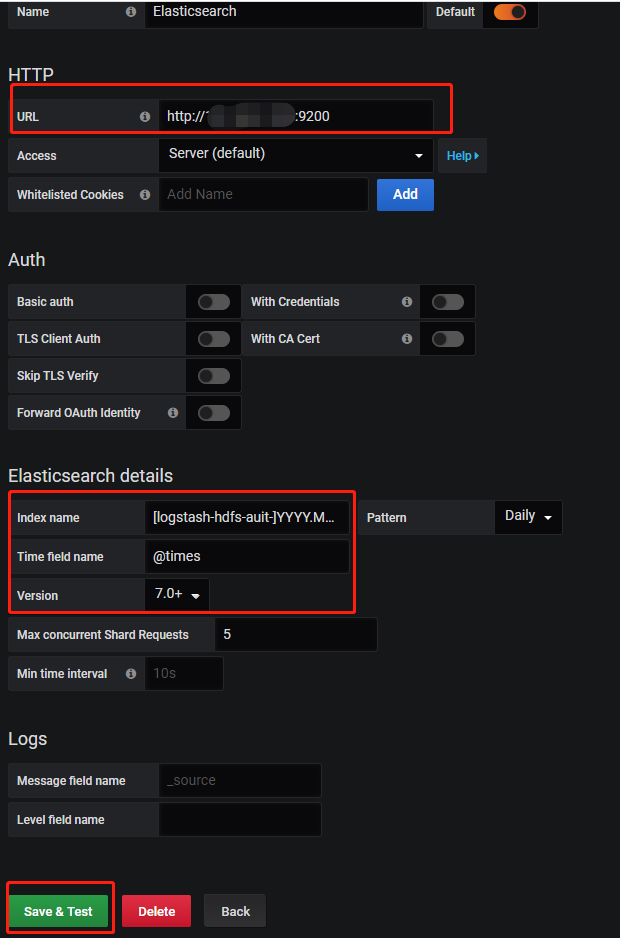 Name Elasticsearch Default
HTTP
URL http:// :9200
Access Server (default) Help
Whitelisted Cookies Add Name Add
Auth
Basic auth With Credentials
TLS Client Auth With CA Cert
Skip TLS Verify
Forward OAuth Identity
Elasticsearch details
Index name [logstash-hdfs-auit-]YYYY.M... Pattern Daily
Time field name @times
Version 7.0+
Max concurrent Shard Requests 5
Min time interval 10s
Logs
Message field name _source
Level field name
Save & Test Delete Back